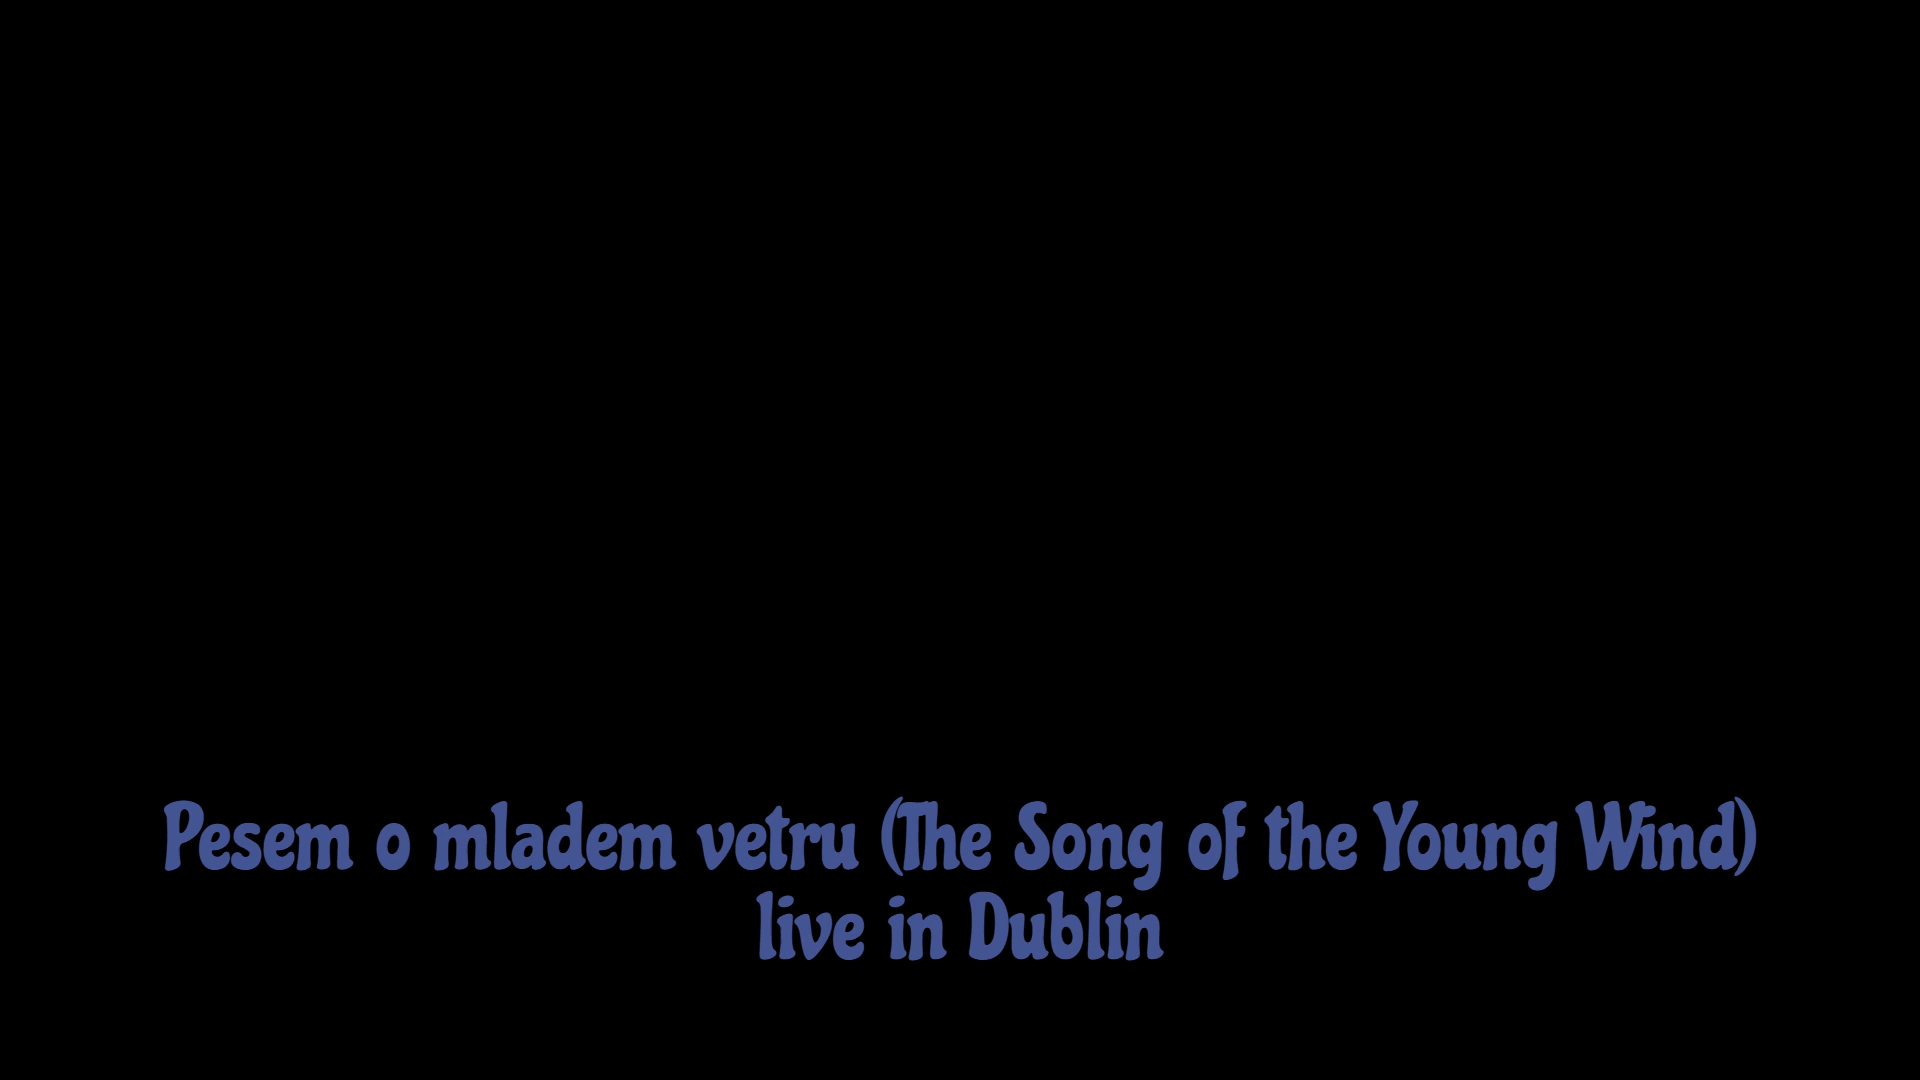 Pesem o mladem vetru (The Song of the Young Wind)
live in Dublin